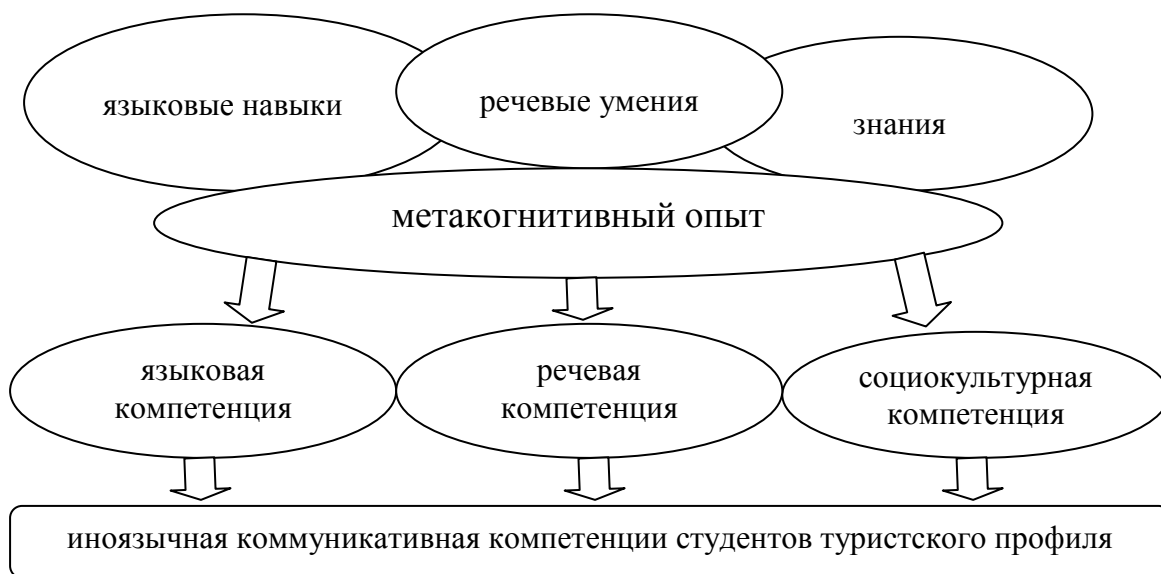 языковые навыки
речевые умения
знания
метакогнитивный опыт
языковая
компетенция
речевая
компетенция
социокультурная
компетенция
иноязычная коммуникативная компетенции студентов туристского профиля